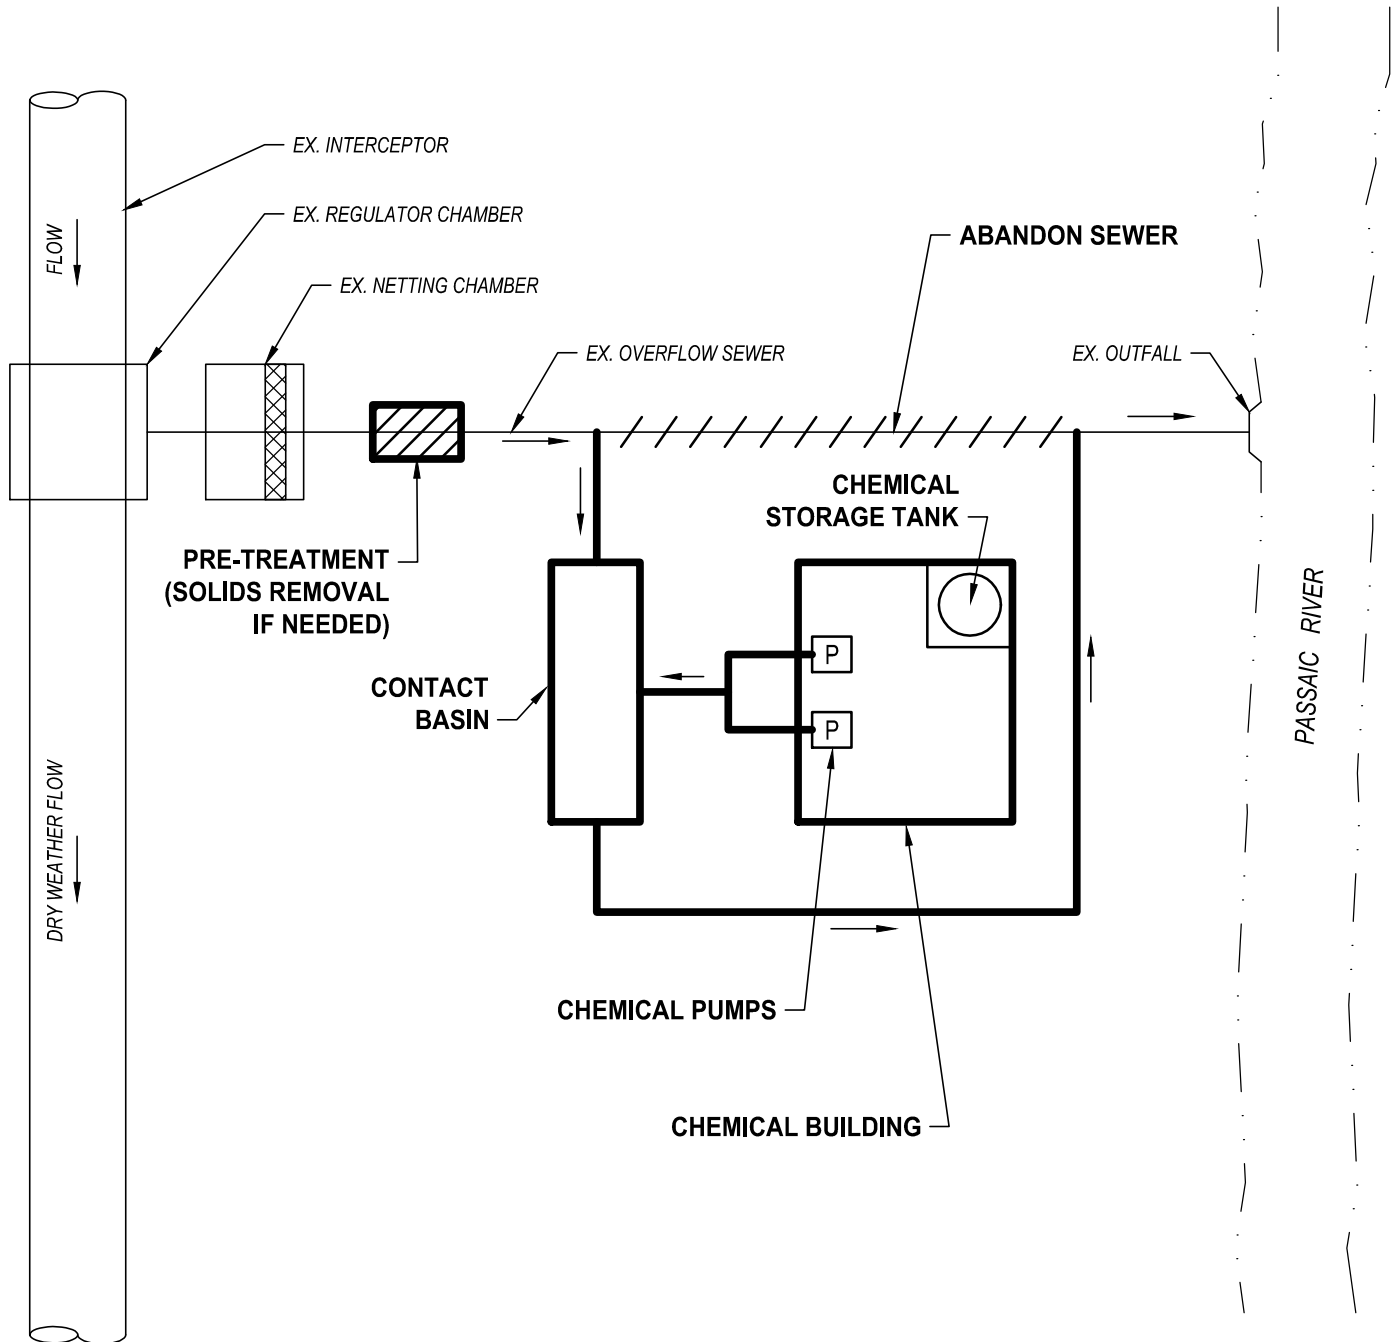 EX. INTERCEPTOR
EX. REGULATOR CHAMBER
FLOW
ABANDON SEWER
EX. NETTING CHAMBER
EX. OVERFLOW SEWER
EX. OUTFALL
CHEMICAL
STORAGE TANK
PRE-TREATMENT
(SOLIDS REMOVAL
IF NEEDED)
PASSAIC RIVER
P
CONTACT
BASIN
P
DRY WEATHER FLOW
CHEMICAL PUMPS
CHEMICAL BUILDING